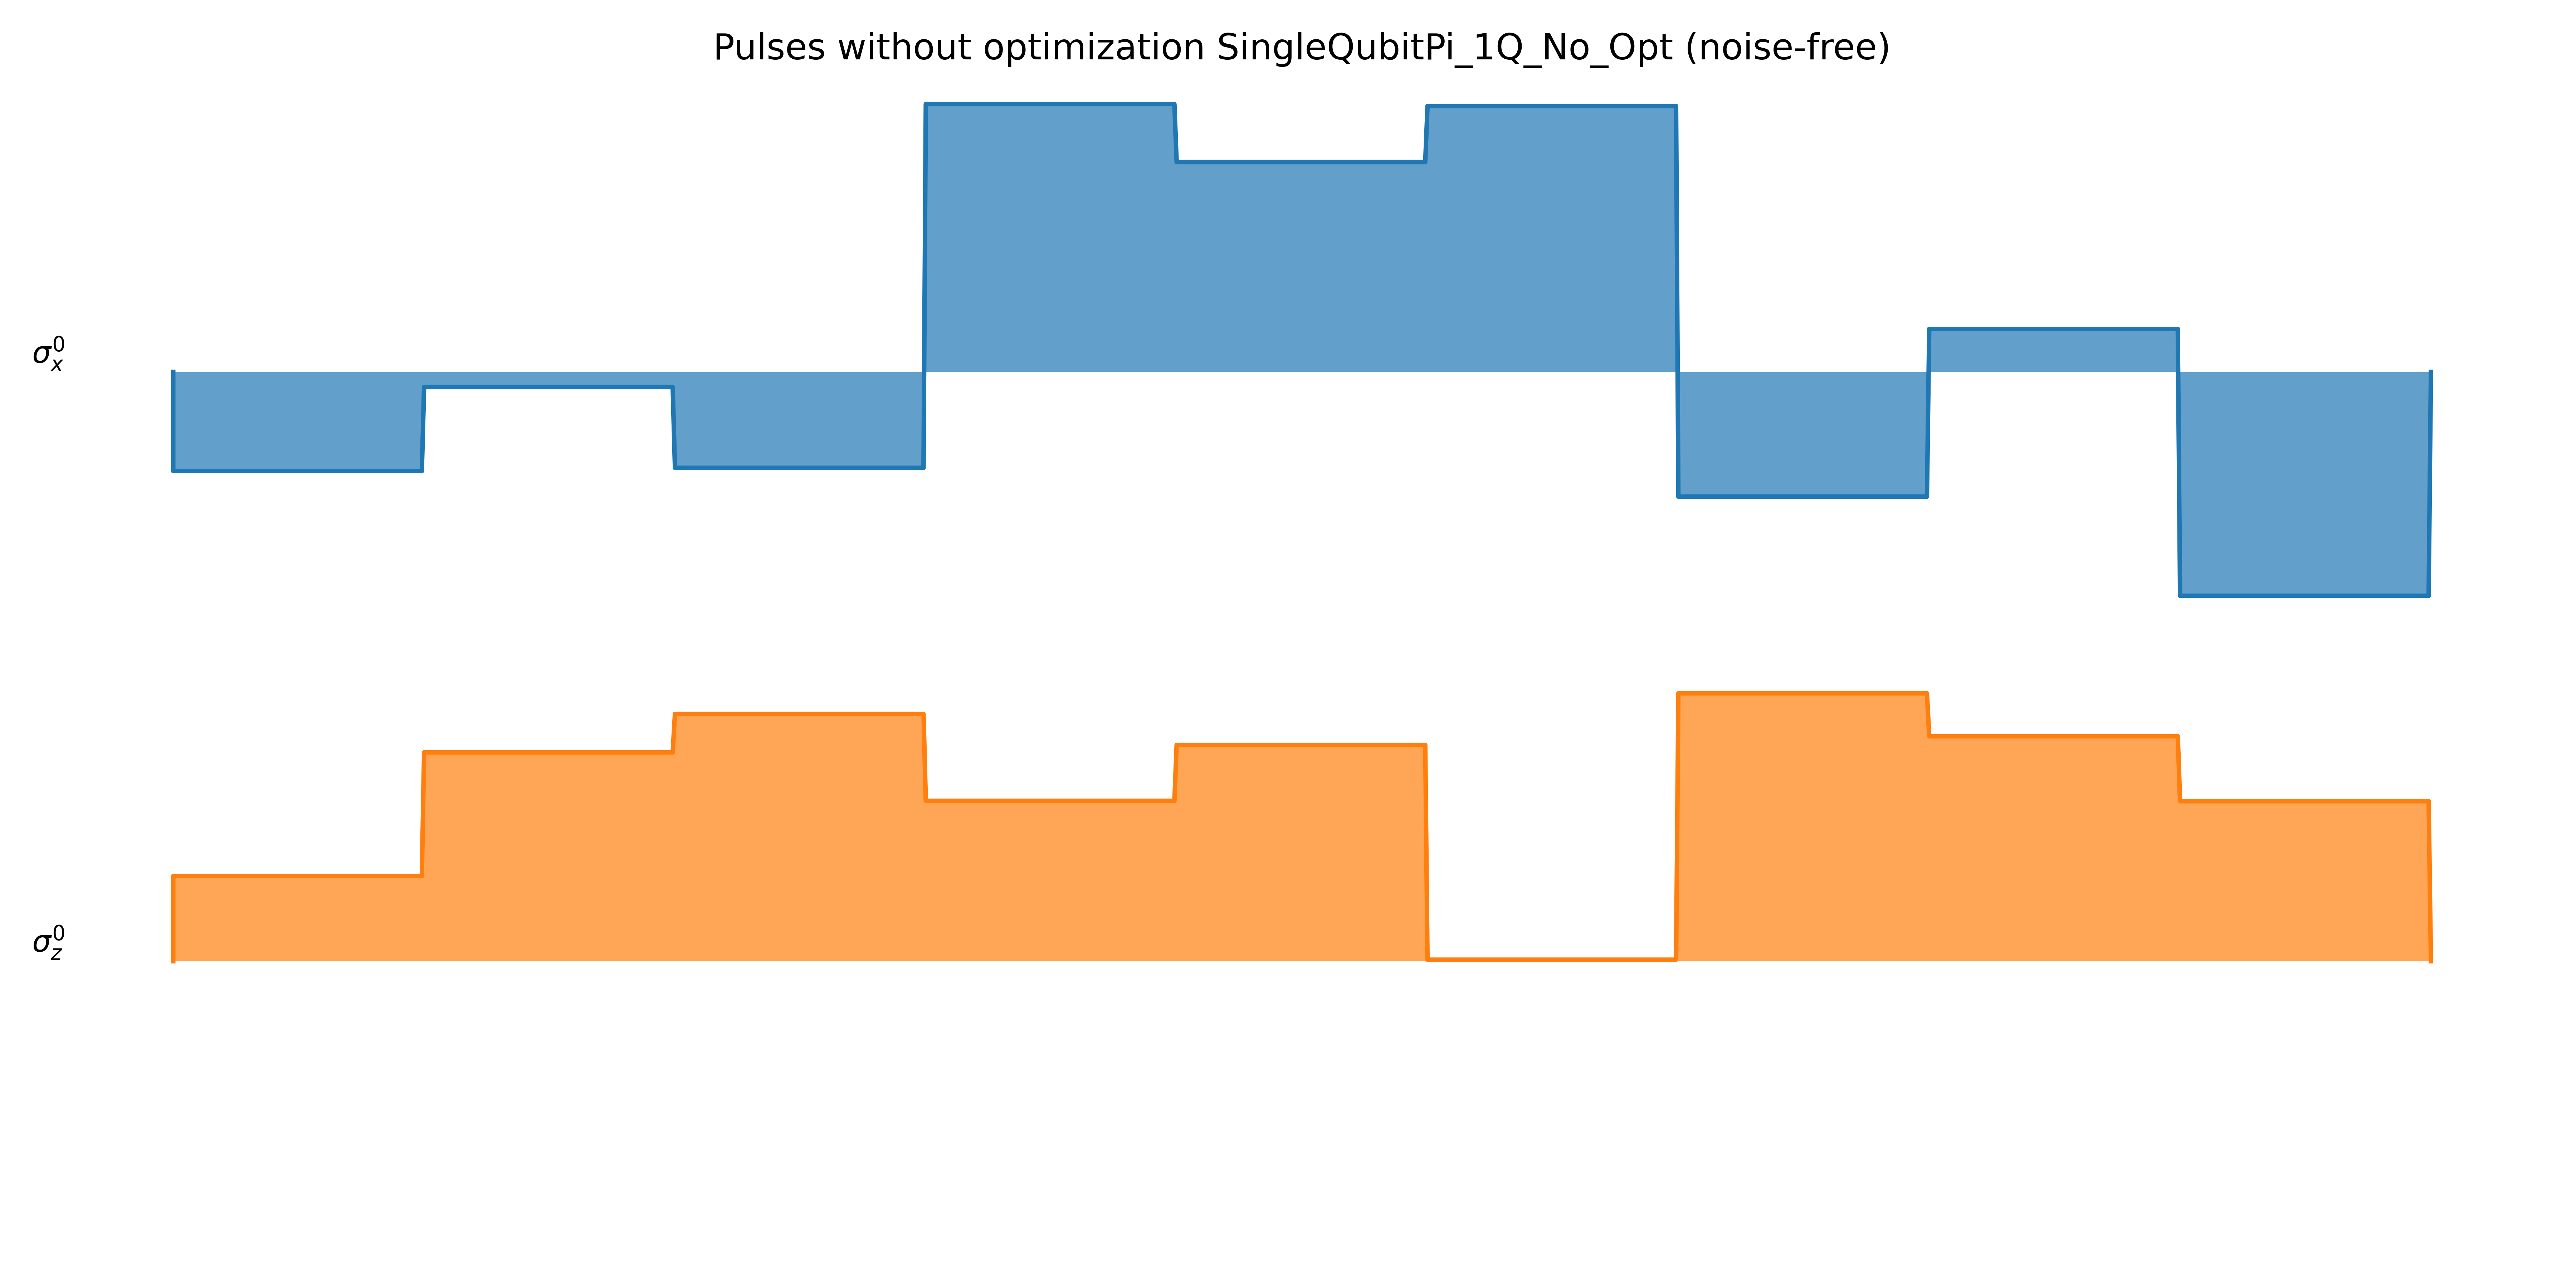 Pulses without optimization SingleQubitPi_1Q_No_Opt (noise-free)
σ_x^0
σ_z^0